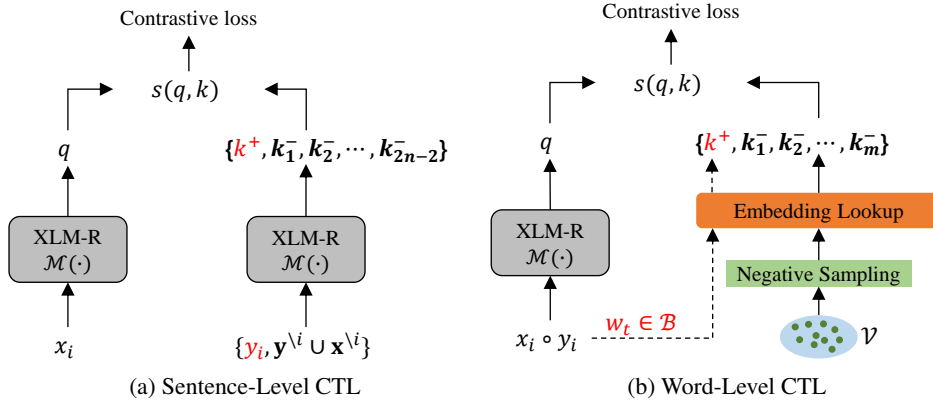 Contrastive loss
s(q, k)
q
{k⁺, k₁⁻, k₂⁻, ⋯, k₂ₙ₋₂⁻}
XLM-R
ℳ(·)
XLM-R
ℳ(·)
xᵢ
{yᵢ, y^{\i} ∪ x^{\i}}
(a) Sentence-Level CTL
Contrastive loss
s(q, k)
q
{k⁺, k₁⁻, k₂⁻, ⋯, kₘ⁻}
Embedding Lookup
XLM-R
ℳ(·)
Negative Sampling
xᵢ ∘ yᵢ
wₜ ∈ ℬ
𝒱
(b) Word-Level CTL